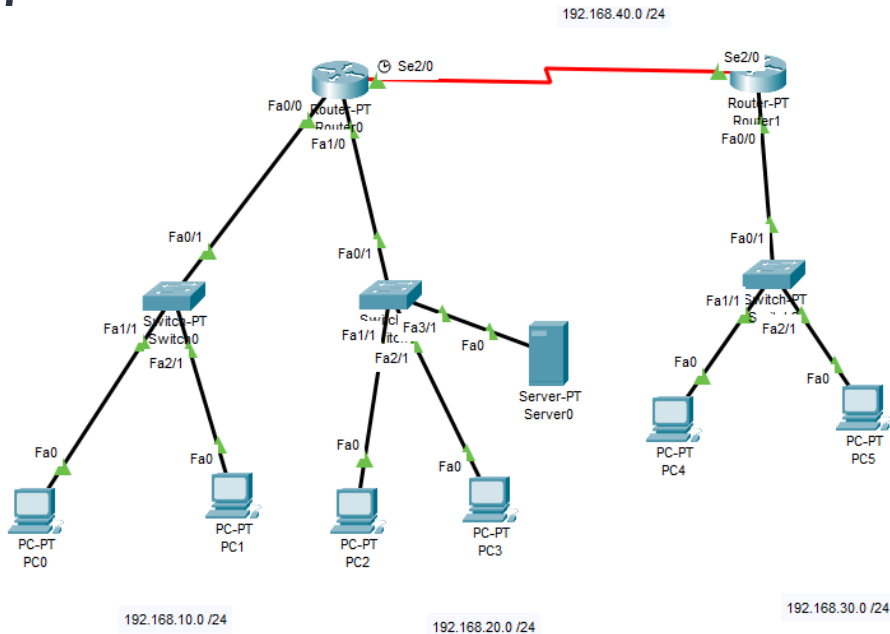 192.168.40.0 /24
Se2/0
Se2/0
Router-PT
Router0
Router-PT
Router1
Fa0/0
Fa1/0
Fa0/0
Fa0/1
Fa0/1
Fa0/1
Switch-PT
Switch0
Fa1/1
Fa2/1
Fa1/1
Fa3/1
Fa2/1
Fa0
Server-PT
Server0
Switch-PT
Fa1/1
Fa2/1
Fa0
Fa0
Fa0
Fa0
Fa0
Fa0
PC-PT
PC4
PC-PT
PC5
PC-PT
PC0
PC-PT
PC1
PC-PT
PC2
PC-PT
PC3
192.168.10.0 /24
192.168.20.0 /24
192.168.30.0 /24